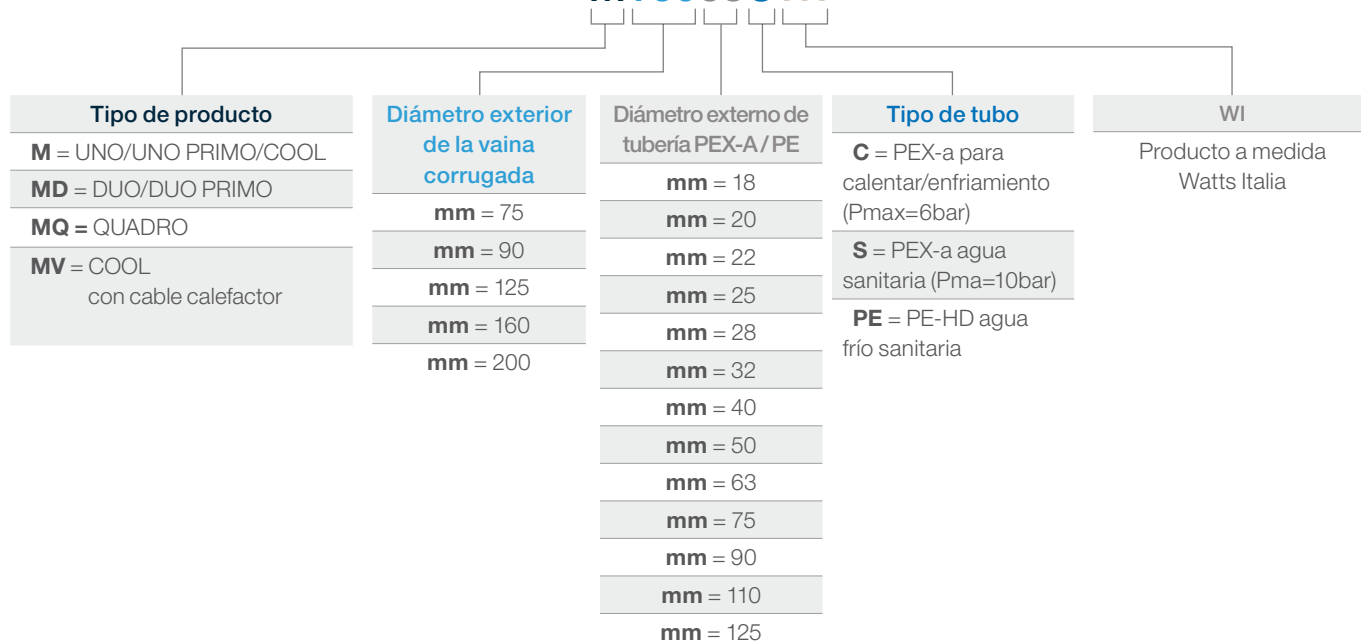 Tipo de producto
M = UNO/UNO PRIMO/COOL
MD = DUO/DUO PRIMO
MQ = QUADRO
MV = COOL
con cable calefactor
Diámetro exterior
de la vaina
corrugada
mm = 75
mm = 90
mm = 125
mm = 160
mm = 200
Diámetro externo de
tubería PEX-A / PE
mm = 18
mm = 20
mm = 22
mm = 25
mm = 28
mm = 32
mm = 40
mm = 50
mm = 63
mm = 75
mm = 90
mm = 110
mm = 125
Tipo de tubo
C = PEX-a para
calentar/enfriamiento
(Pmax=6bar)
S = PEX-a agua
sanitaria (Pma=10bar)
PE = PE-HD agua
frío sanitaria
WI
Producto a medida
Watts Italia